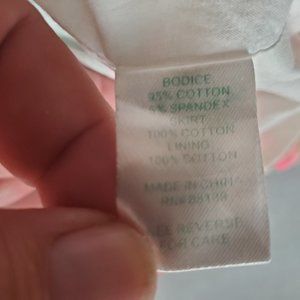 BODICE:
95% COTTON
5% SPANDEX
SKIRT
100% COTTON
LINING
100% COTTON
MADE IN CHINA
SEE REVERSE
FOR CARE